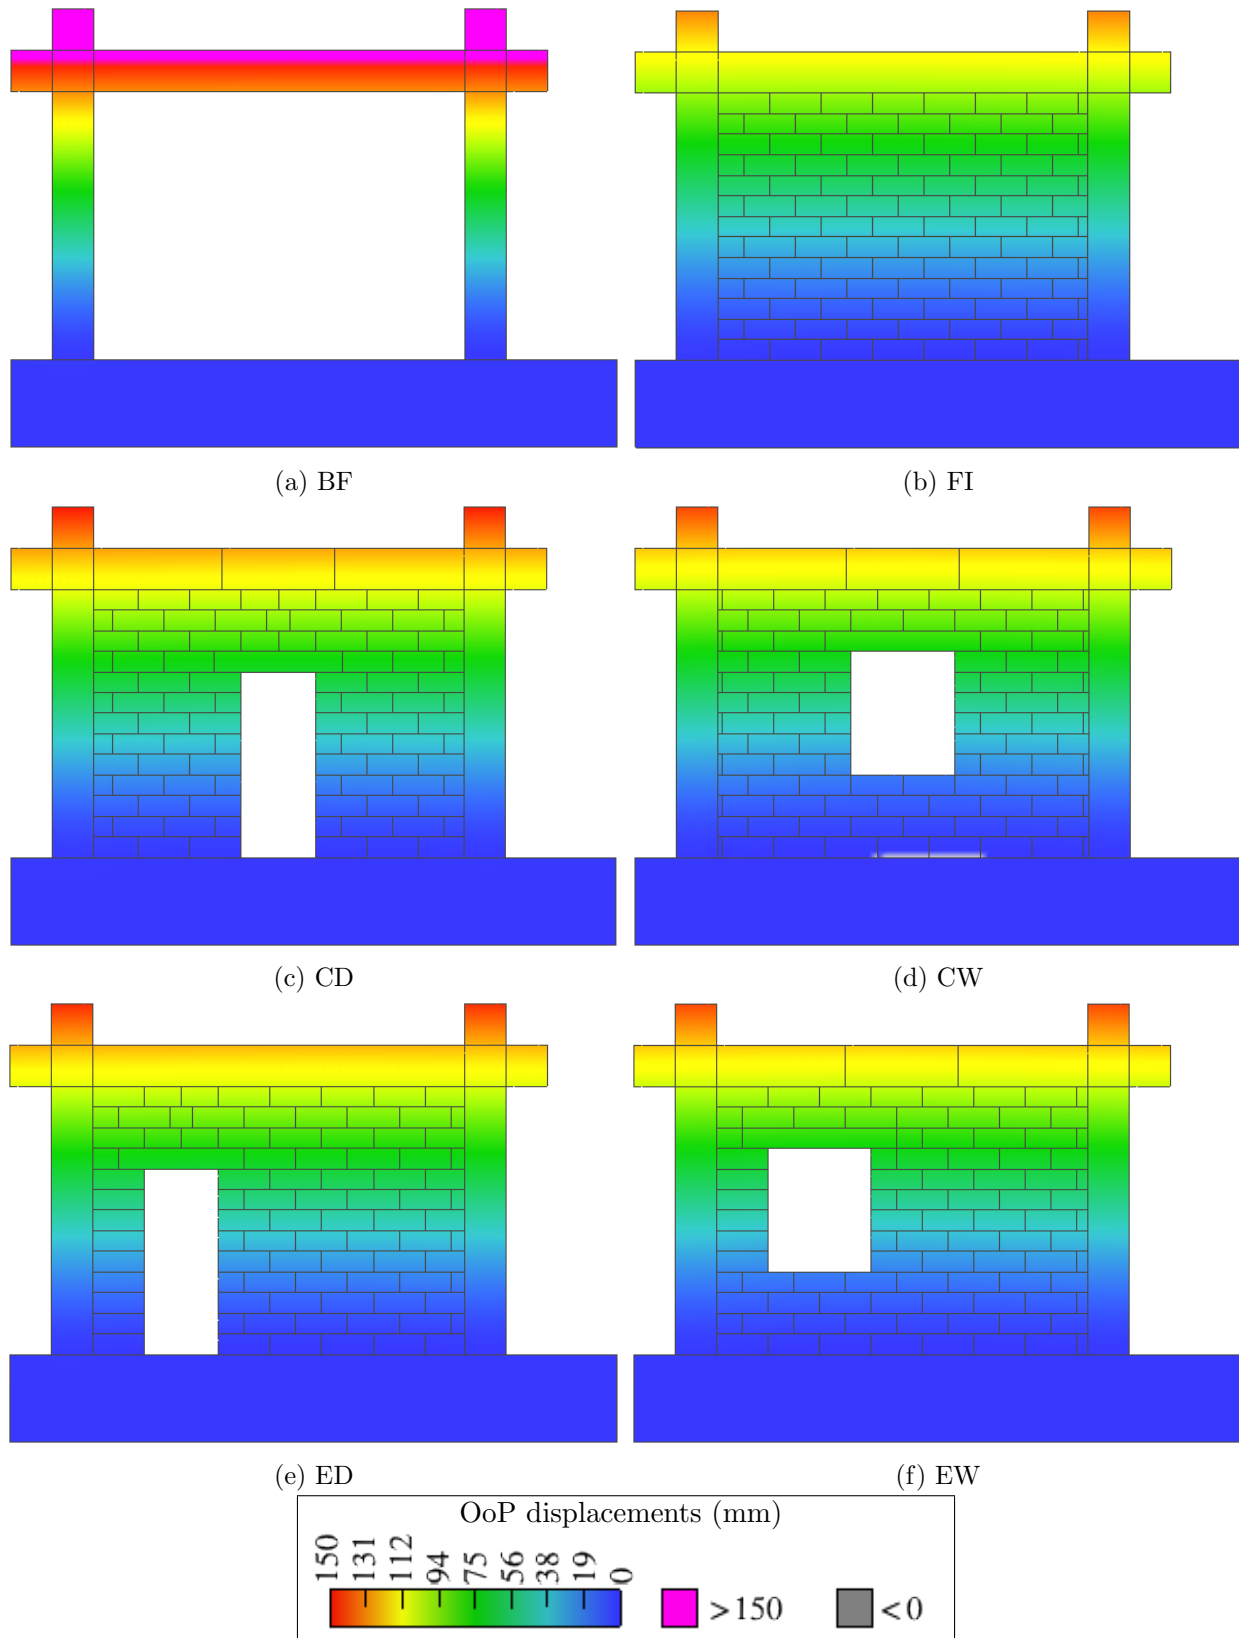 (a) BF
(b) FI
(c) CD
(d) CW
(e) ED
(f) EW
OoP displacements (mm)
150 131 112 94 75 56 38 19 0
>150
<0